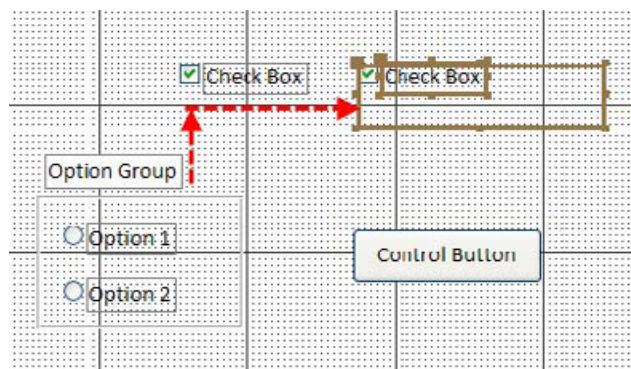 Check Box
Check Box
Option Group
Option 1
Control Button
Option 2